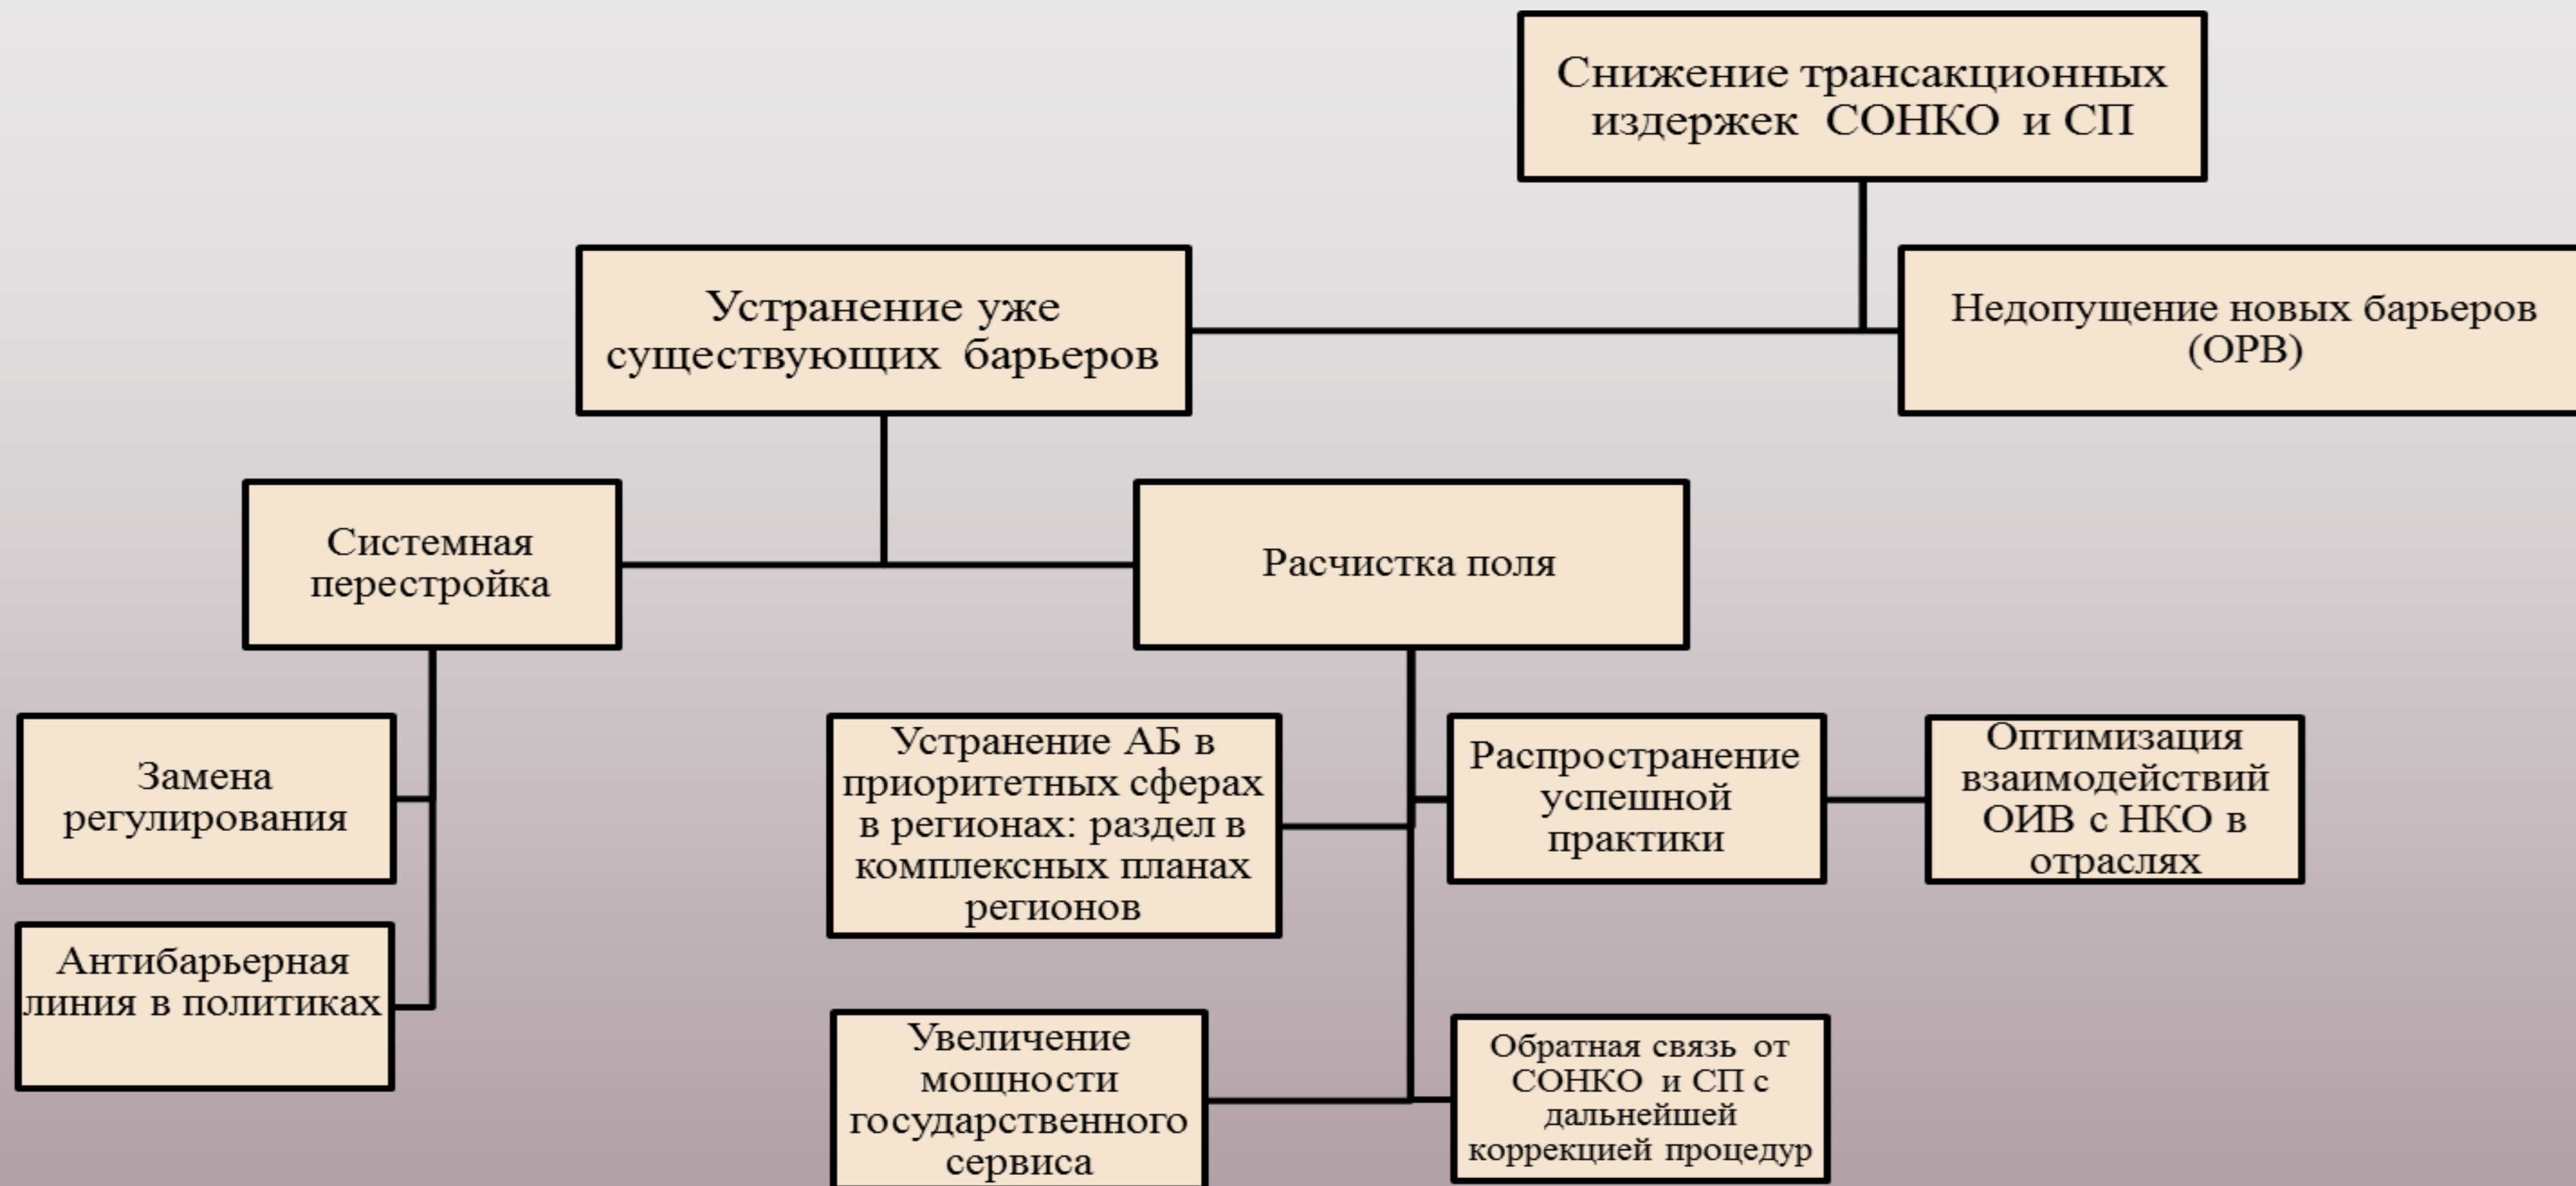 Снижение трансакционных
издержек СОНКО и СП
Устранение уже
существующих барьеров
Недопущение новых барьеров
(ОРВ)
Системная
перестройка
Расчистка поля
Замена
регулирования
Устранение АБ в
приоритетных сферах
в регионах: раздел в
комплексных планах
регионов
Распространение
успешной
практики
Оптимизация
взаимодействий
ОИВ с НКО в
отраслях
Антибарьерная
линия в политиках
Увеличение
мощности
государственного
сервиса
Обратная связь от
СОНКО и СП с
дальнейшей
коррекцией процедур